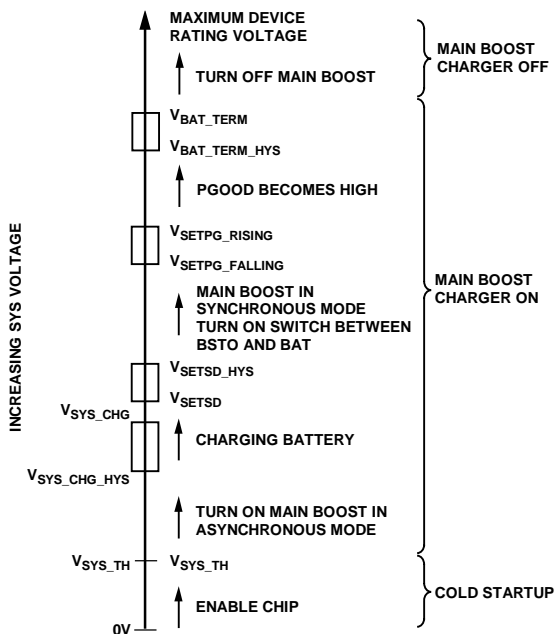 MAXIMUM DEVICE
RATING VOLTAGE
TURN OFF MAIN BOOST
MAIN BOOST
CHARGER OFF
VBAT_TERM
VBAT_TERM_HYS
PGOOD BECOMES HIGH
VSETPG_RISING
VSETPG_FALLING
MAIN BOOST IN
SYNCHRONOUS MODE
TURN ON SWITCH BETWEEN
BSTO AND BAT
MAIN BOOST
CHARGER ON
INCREASING SYS VOLTAGE
VSETSD_HYS
VSETSD
VSYS_CHG
CHARGING BATTERY
VSYS_CHG_HYS
TURN ON MAIN BOOST IN
ASYNCHRONOUS MODE
VSYS_TH
VSYS_TH
ENABLE CHIP
COLD STARTUP
0V